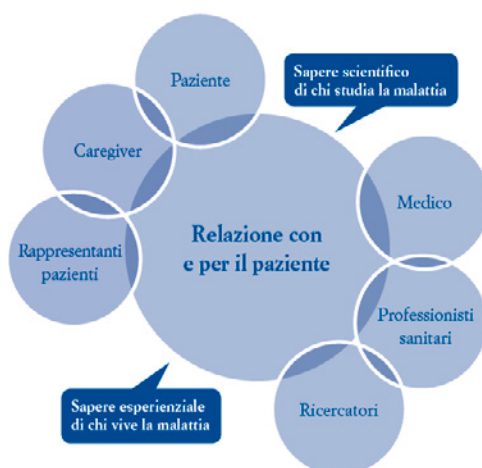 Paziente
Sapere scientifico
di chi studia la malattia
Caregiver
Medico
Relazione con
e per il paziente
Rappresentanti
pazienti
Professionisti
sanitari
Sapere esperienziale
di chi vive la malattia
Ricercatori